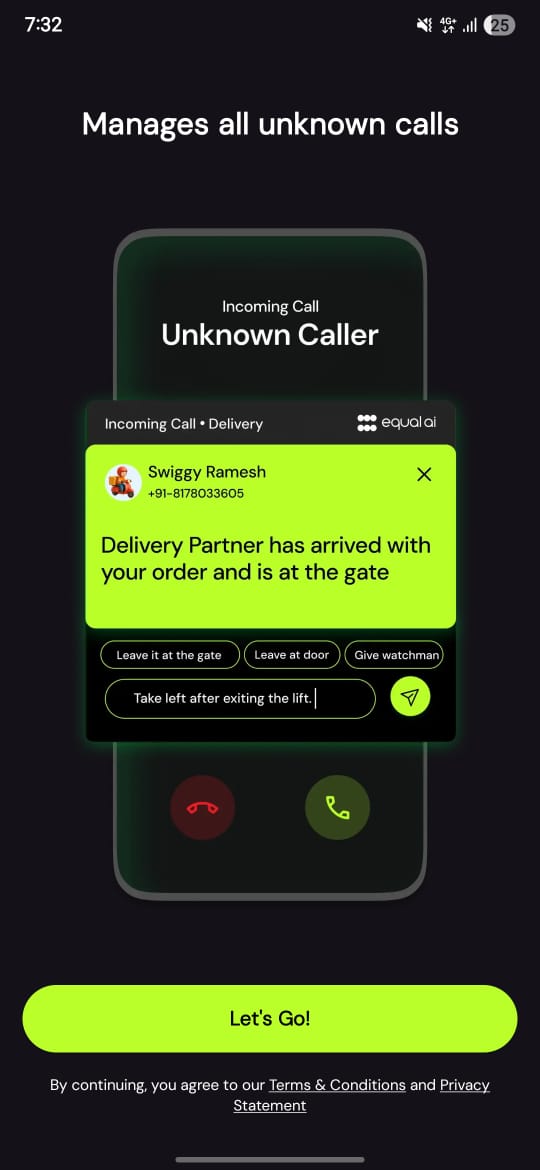 7:32
4G+
25
Manages all unknown calls
Incoming Call
Unknown Caller
Incoming Call • Delivery
equal ai
Swiggy Ramesh
+91-8178033605
Delivery Partner has arrived with
your order and is at the gate
Leave it at the gate
Leave at door
Give watchman
Take left after exiting the lift.
Let's Go!
By continuing, you agree to our Terms & Conditions and Privacy
Statement